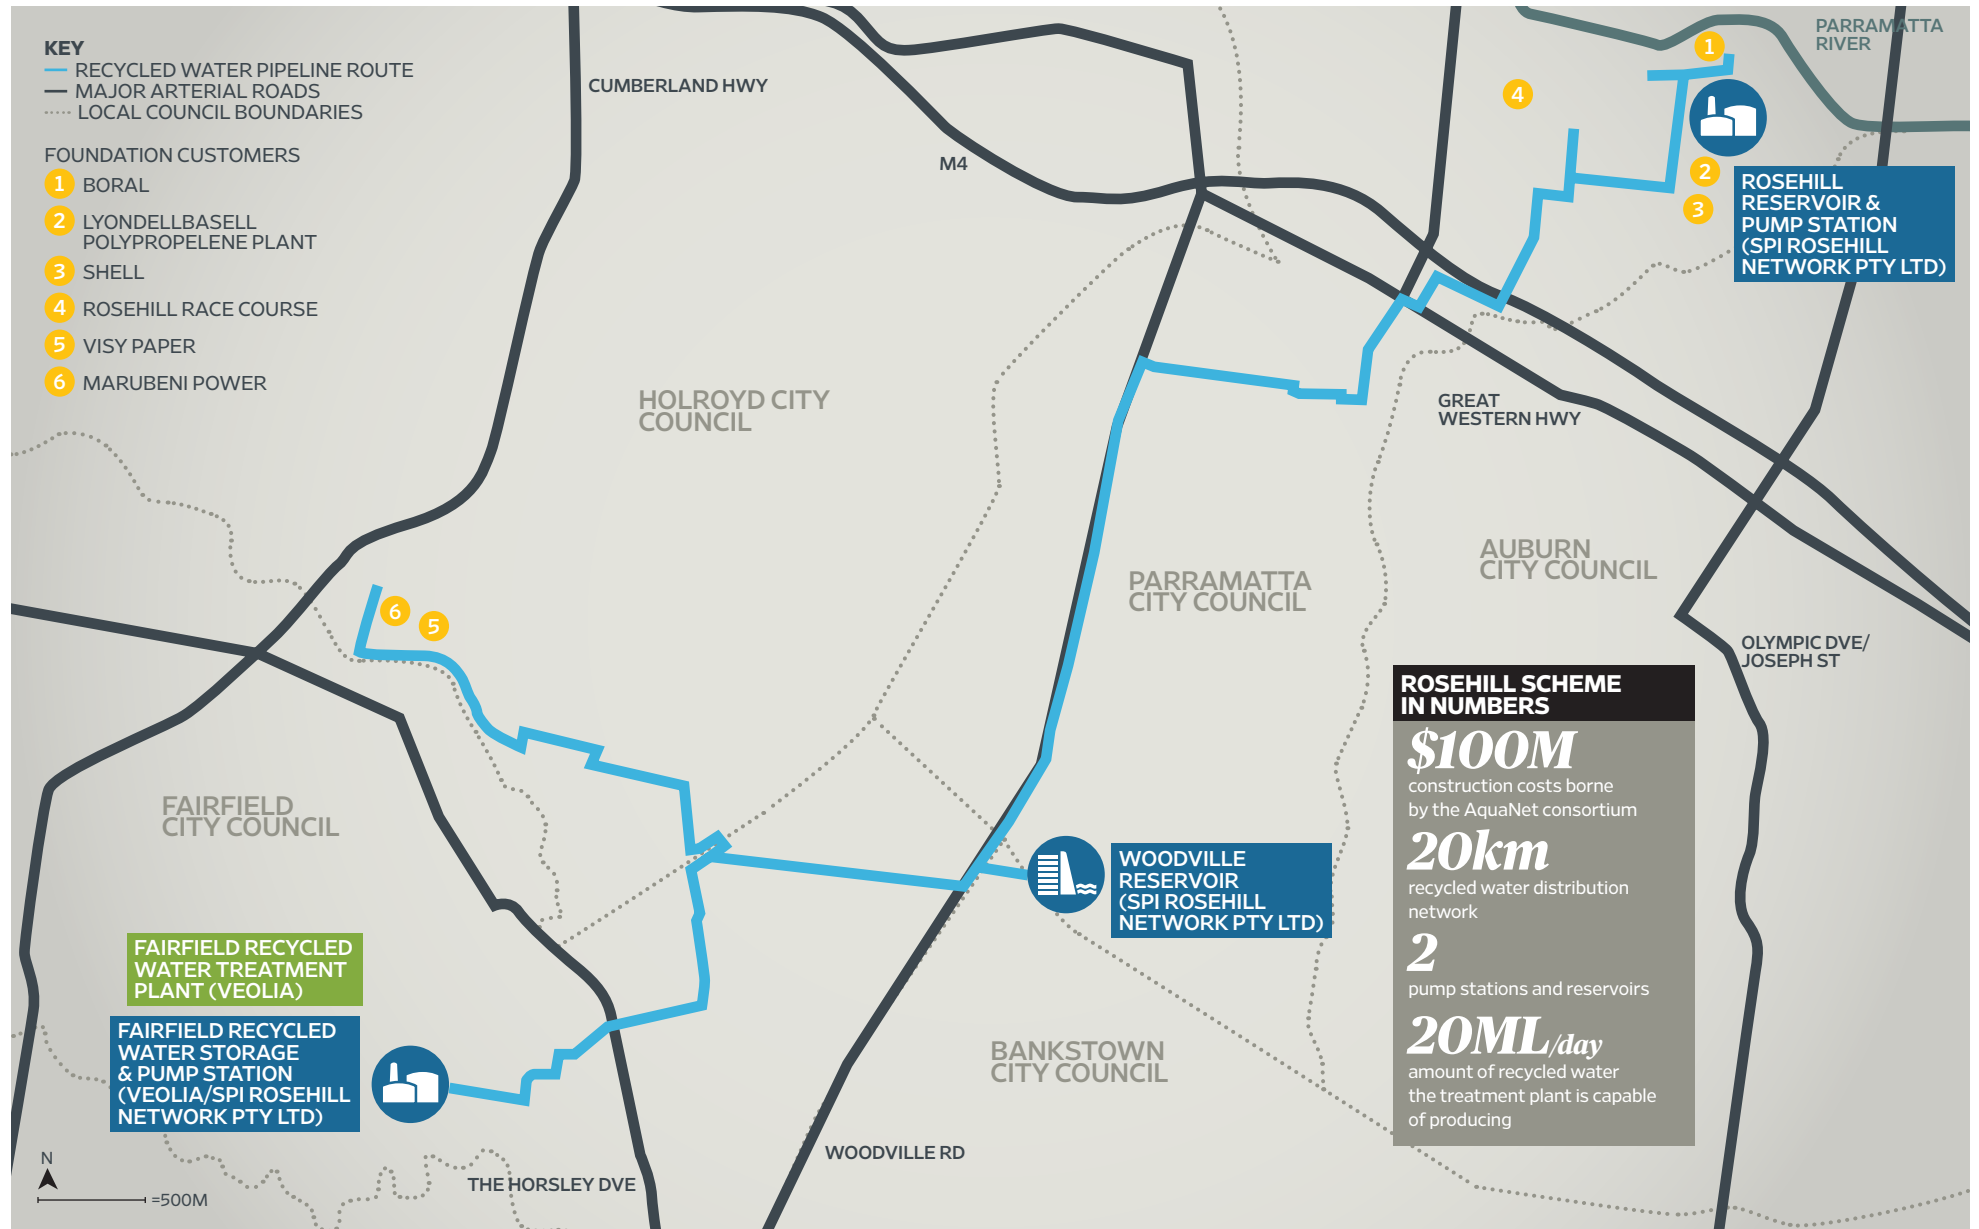 KEY
RECYCLED WATER PIPELINE ROUTE
MAJOR ARTERIAL ROADS
LOCAL COUNCIL BOUNDARIES
FOUNDATION CUSTOMERS
1 BORAL
2 LYONDELLBASELL
POLYPROPELENE PLANT
3 SHELL
4 ROSEHILL RACE COURSE
5 VISY PAPER
6 MARUBENI POWER
CUMBERLAND HWY
M4
PARRAMATTA
RIVER
1
4
2
3
ROSEHILL
RESERVOIR &
PUMP STATION
(SPI ROSEHILL
NETWORK PTY LTD)
HOLROYD CITY
COUNCIL
GREAT
WESTERN HWY
PARRAMATTA
CITY COUNCIL
AUBURN
CITY COUNCIL
6
5
OLYMPIC DVE/
JOSEPH ST
FAIRFIELD
CITY COUNCIL
WOODVILLE
RESERVOIR
(SPI ROSEHILL
NETWORK PTY LTD)
ROSEHILL SCHEME
IN NUMBERS
$100M
construction costs borne
by the AquaNet consortium
20km
recycled water distribution
network
2
pump stations and reservoirs
20ML/day
amount of recycled water
the treatment plant is capable
of producing
FAIRFIELD RECYCLED
WATER TREATMENT
PLANT (VEOLIA)
FAIRFIELD RECYCLED
WATER STORAGE
& PUMP STATION
(VEOLIA/SPI ROSEHILL
NETWORK PTY LTD)
BANKSTOWN
CITY COUNCIL
WOODVILLE RD
THE HORSLEY DVE
N
=500M